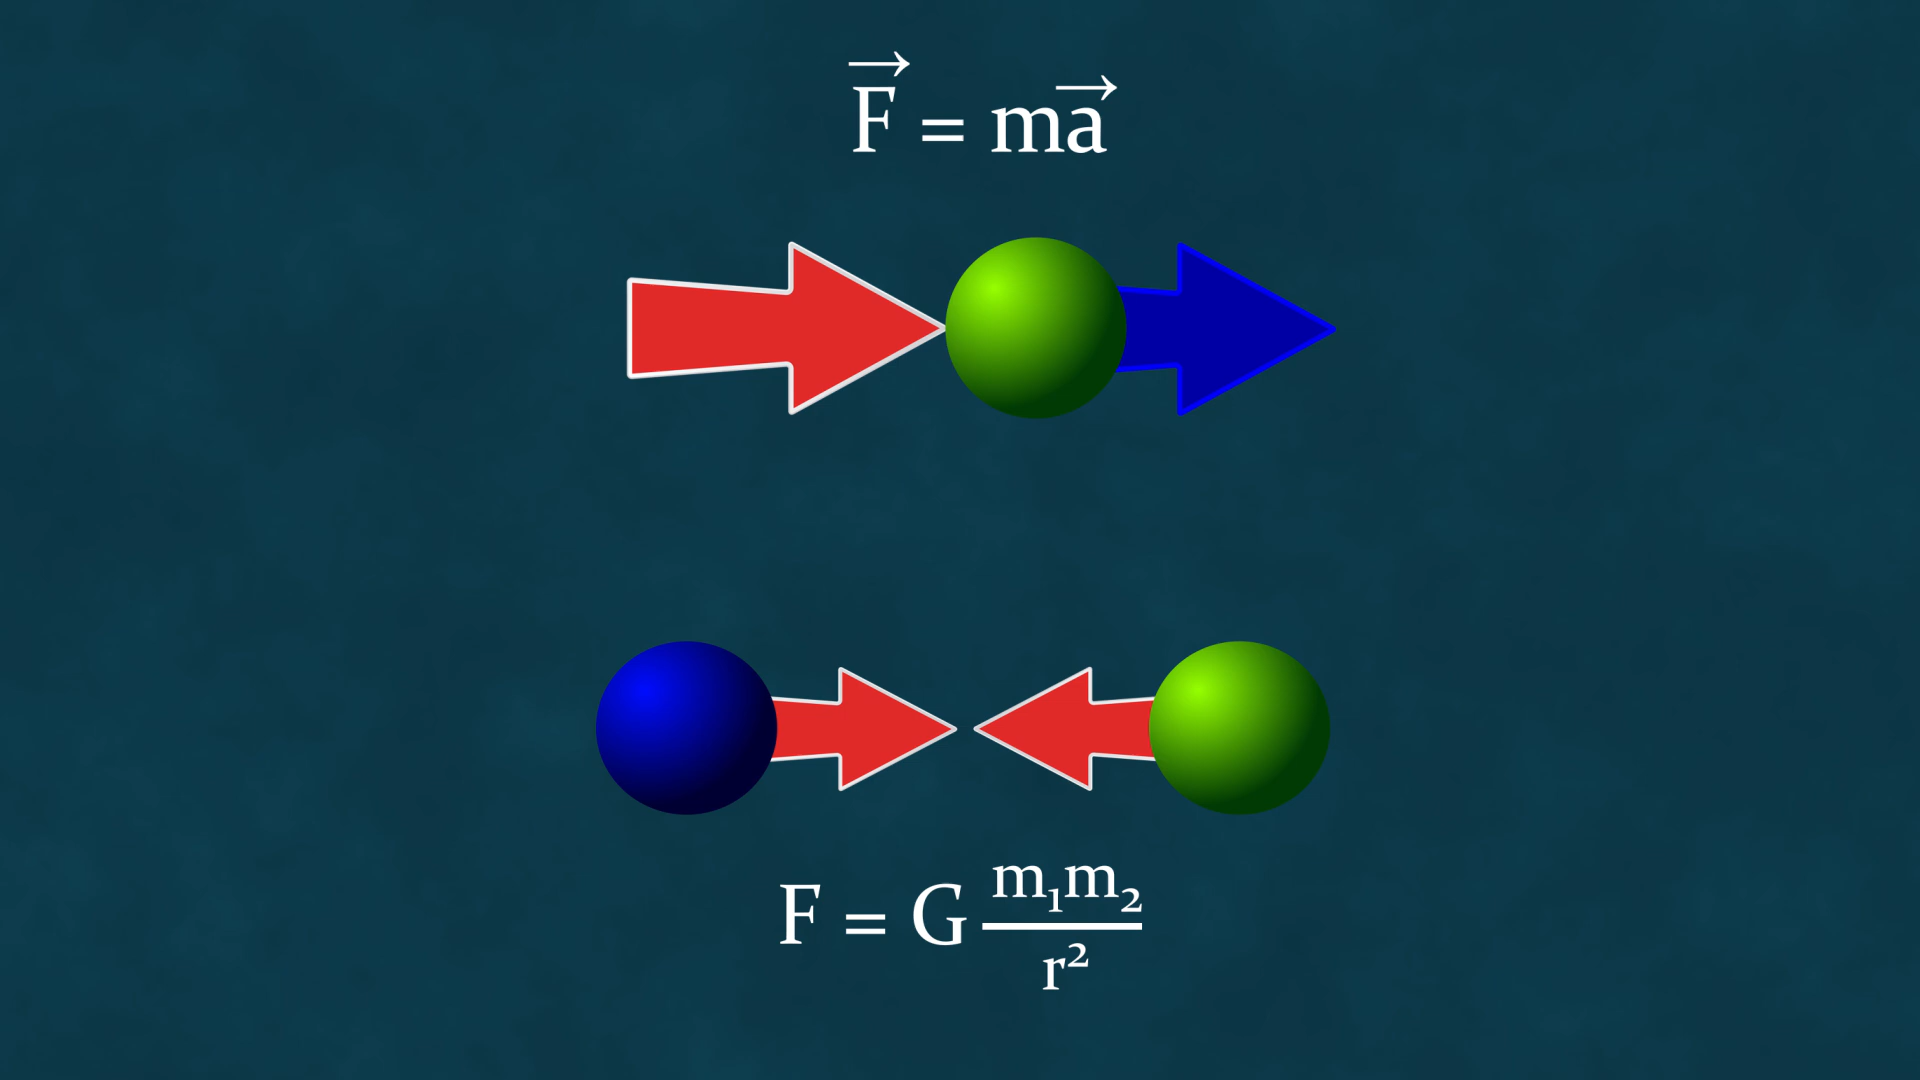 F⃗ = ma⃗
F = G m₁m₂
r²